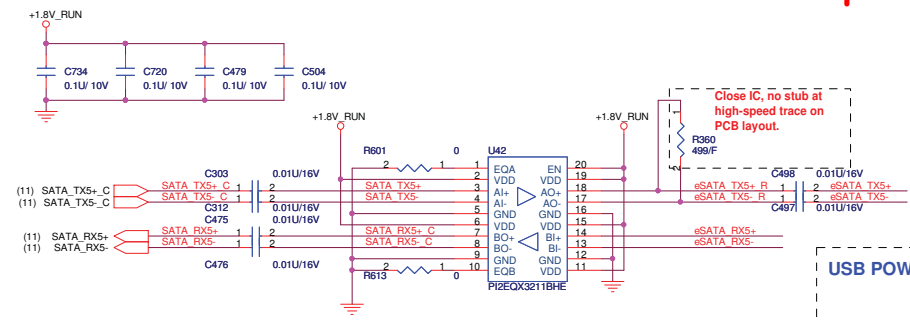 +1.8V_RUN
C734 C720 C479 C504
0.1U/ 10V 0.1U/ 10V 0.1U/ 10V 0.1U/ 10V
Close IC, no stub at
high-speed trace on
PCB layout.
+1.8V_RUN +1.8V_RUN
1
R360
499/F
2
R601 0 U42
2 1 1 EQA EN 20
2 VDD VDD 19
C303 0.01U/16V C498 0.01U/16V
(11) SATA_TX5+_C SATA_TX5+_C 1 2 SATA_TX5+ 3 AI+ AO+ 18 eSATA_TX5+_R 1 2 eSATA_TX5+
(11) SATA_TX5-_C SATA_TX5-_C 1 2 SATA_TX5- 4 AI- AO- 17 eSATA_TX5-_R 1 2 eSATA_TX5-
C312 0.01U/16V C497 0.01U/16V
5 GND GND 16
C475 0.01U/16V
6 VDD VDD 15
(11) SATA_RX5+ SATA_RX5+ 1 2 SATA_RX5+_C 7 BO+ BI+ 14 eSATA_RX5+
(11) SATA_RX5- SATA_RX5- 1 2 SATA_RX5-_C 8 BO- BI- 13 eSATA_RX5-
9 GND GND 12
C476 0.01U/16V
2 1 10 EQB VDD 11
R613 0 PI2EQX3211BHE
USB POW